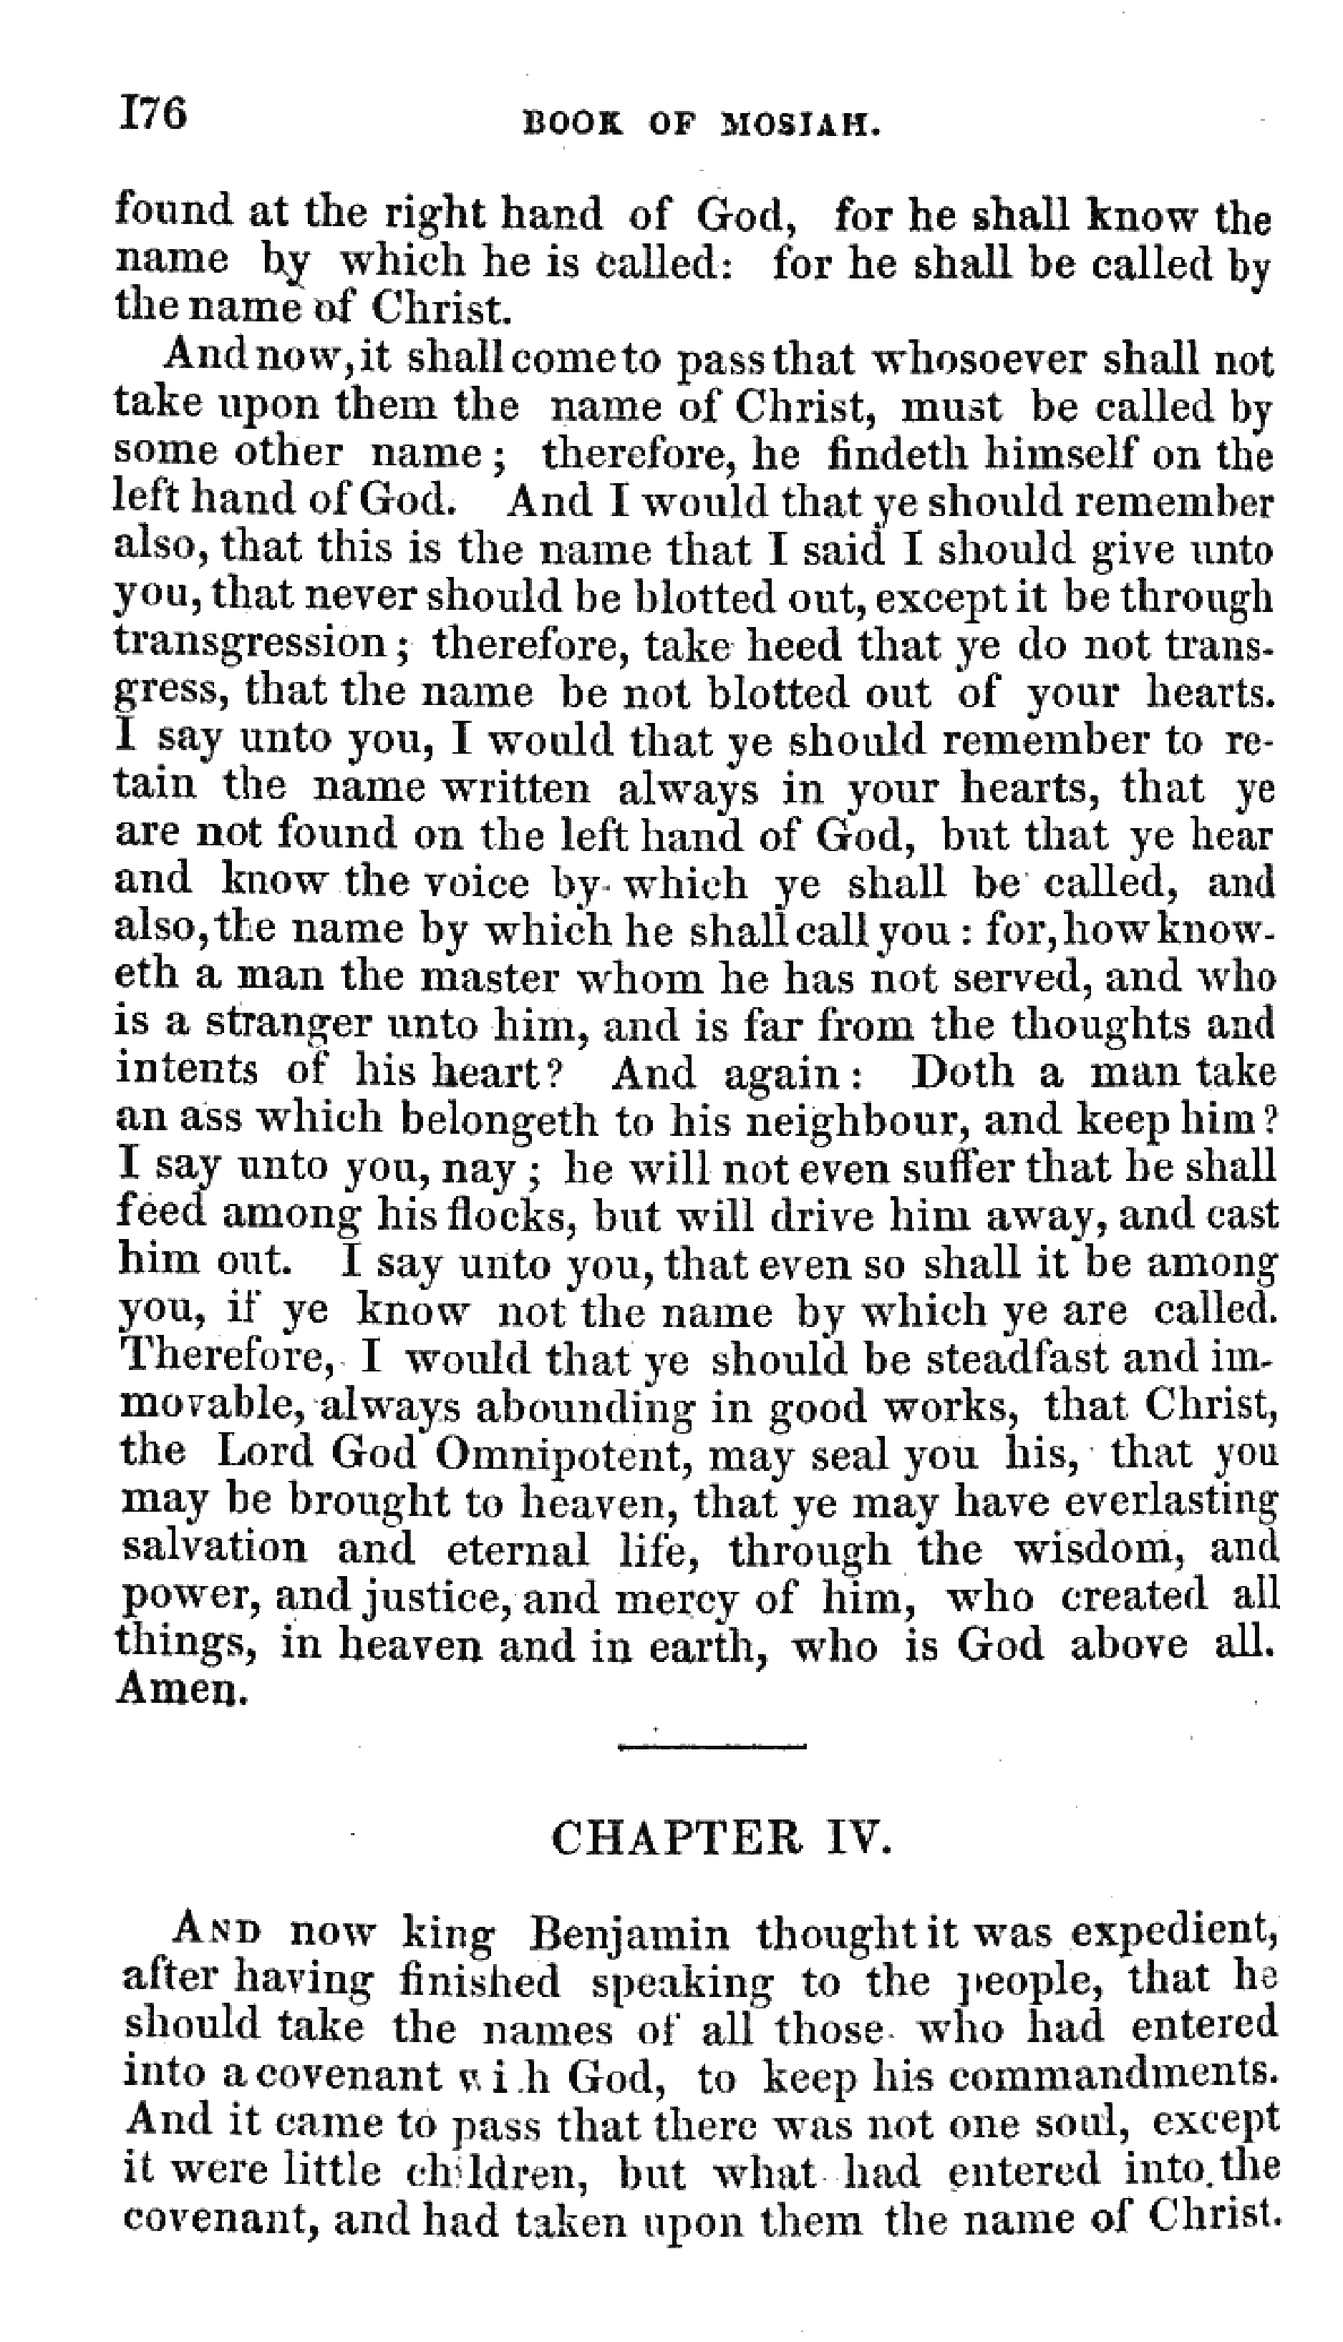 176
BOOK OF MOSIAH.
found at the right hand of God, for he shall know the
name by which he is called: for he shall be called by
the name of Christ.
And now, it shall come to pass that whosoever shall not
take upon them the name of Christ, must be called by
some other name; therefore, he findeth himself on the
left hand of God. And I would that ye should remember
also, that this is the name that I said I should give unto
you, that never should be blotted out, except it be through
transgression; therefore, take heed that ye do not trans-
gress, that the name be not blotted out of your hearts.
I say unto you, I would that ye should remember to re-
tain the name written always in your hearts, that ye
are not found on the left hand of God, but that ye hear
and know the voice by which ye shall be called, and
also, the name by which he shall call you: for, how know-
eth a man the master whom he has not served, and who
is a stranger unto him, and is far from the thoughts and
intents of his heart? And again: Doth a man take
an ass which belongeth to his neighbour, and keep him?
I say unto you, nay; he will not even suffer that he shall
feed among his flocks, but will drive him away, and cast
him out. I say unto you, that even so shall it be among
you, if ye know not the name by which ye are called.
Therefore, I would that ye should be steadfast and im-
movable, always abounding in good works, that Christ,
the Lord God Omnipotent, may seal you his, that you
may be brought to heaven, that ye may have everlasting
salvation and eternal life, through the wisdom, and
power, and justice, and mercy of him, who created all
things, in heaven and in earth, who is God above all.
Amen.
CHAPTER IV.
AND now king Benjamin thought it was expedient,
after having finished speaking to the people, that he
should take the names of all those who had entered
into a covenant with God, to keep his commandments.
And it came to pass that there was not one soul, except
it were little children, but what had entered into the
covenant, and had taken upon them the name of Christ.